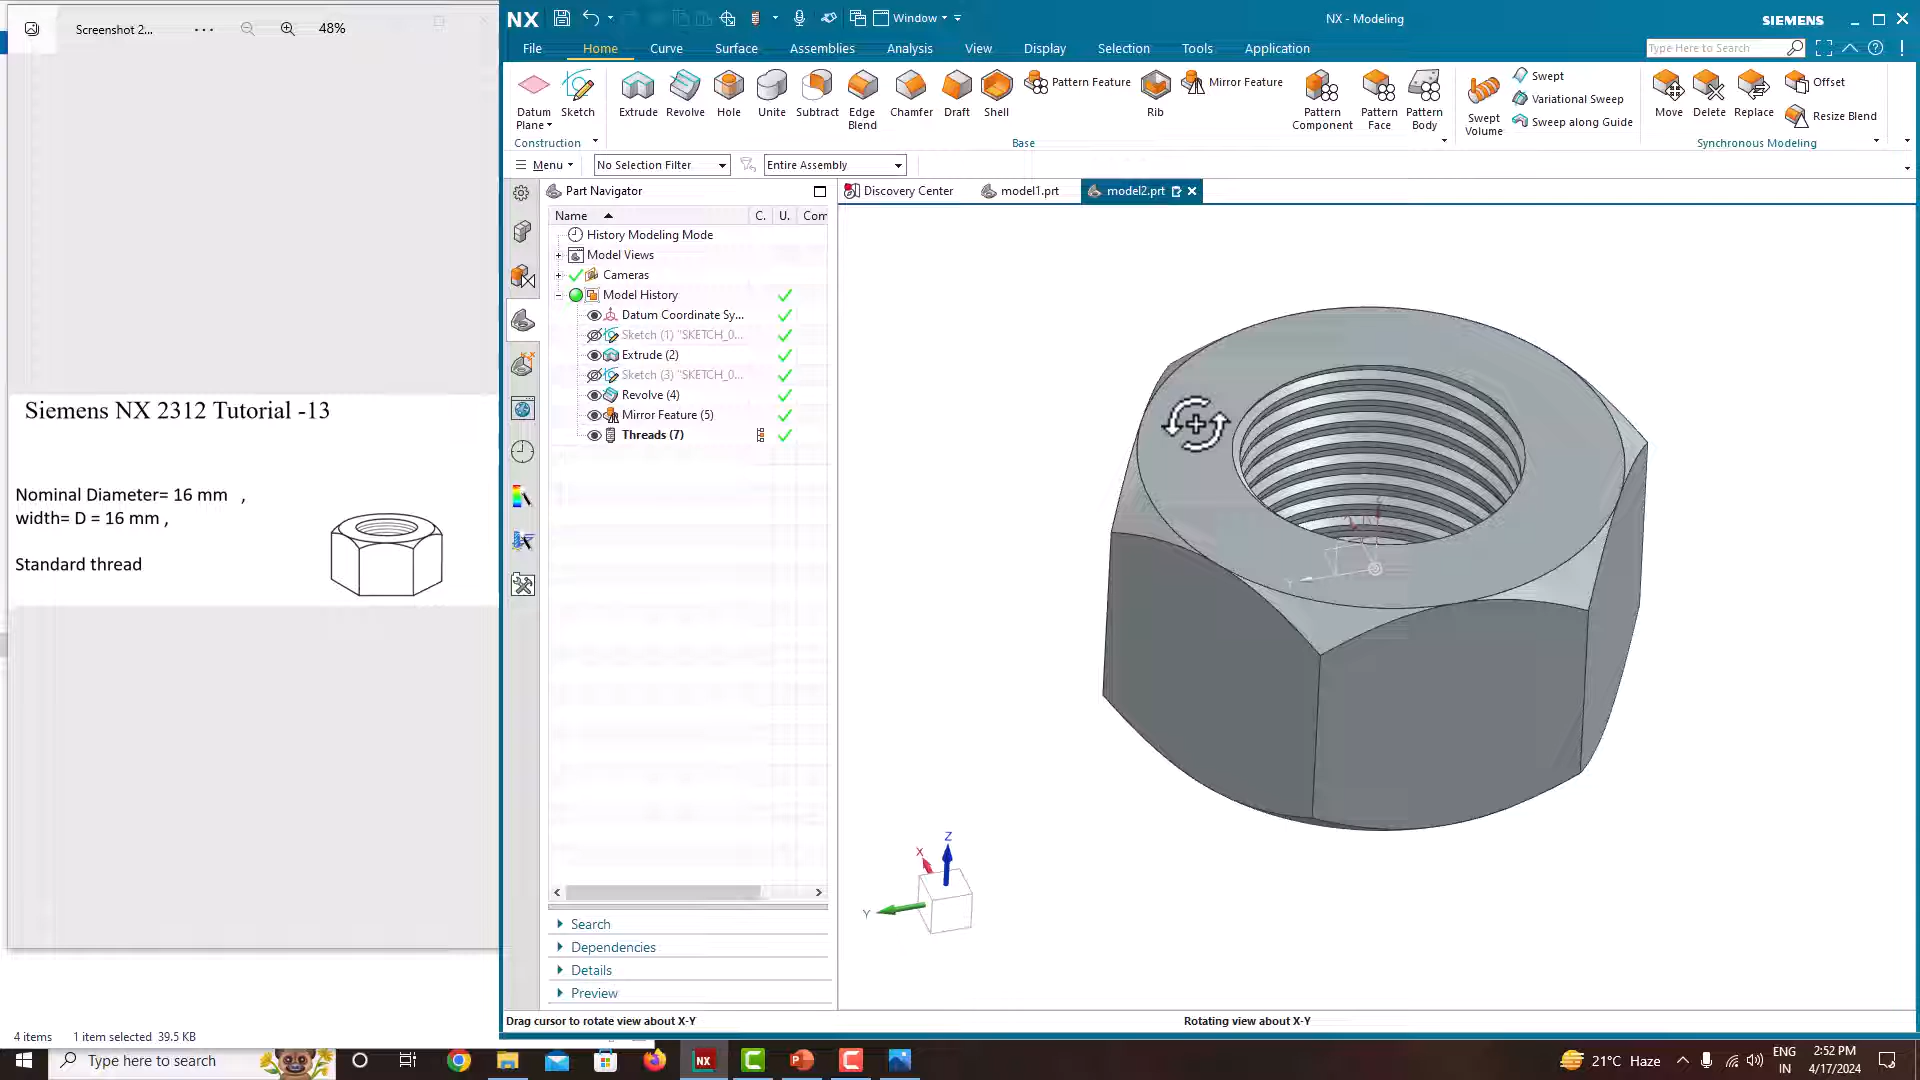 Screenshot 2...
48%
Siemens NX 2312 Tutorial -13
Nominal Diameter= 16 mm ,
width= D = 16 mm ,
Standard thread
4 items 1 item selected 39.5 KB
NX
Window
NX - Modeling
SIEMENS
File Home Curve Surface Assemblies Analysis View Display Selection Tools Application
Type Here to Search
Datum Plane
Sketch
Extrude
Revolve
Hole
Unite
Subtract
Edge Blend
Chamfer
Draft
Shell
Pattern Feature
Rib
Mirror Feature
Pattern Component
Pattern Face
Pattern Body
Swept Volume
Swept
Variational Sweep
Sweep along Guide
Move
Delete
Replace
Offset
Resize Blend
Construction
Base
Synchronous Modeling
Menu
No Selection Filter
Entire Assembly
Part Navigator
Discovery Center
model1.prt
model2.prt
Name C. U. Com
History Modeling Mode
Model Views
Cameras
Model History
Datum Coordinate Sy...
Sketch (1) "SKETCH_0...
Extrude (2)
Sketch (3) "SKETCH_0...
Revolve (4)
Mirror Feature (5)
Threads (7)
Search
Dependencies
Details
Preview
Z
X
Y
Drag cursor to rotate view about X-Y
Rotating view about X-Y
Type here to search
NX
21°C Haze
ENG
IN
2:52 PM
4/17/2024